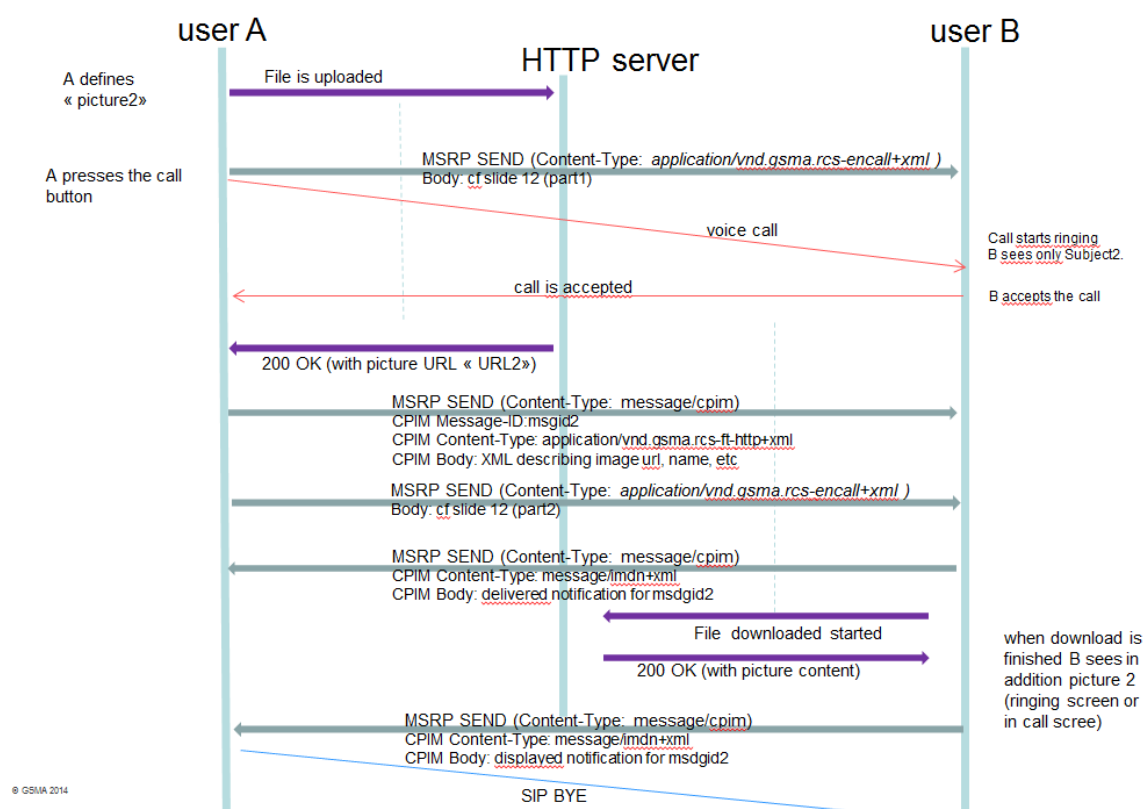 user A
user B
HTTP server
A defines
« picture2»
File is uploaded
MSRP SEND (Content-Type: application/vnd.gsma.rcs-encall+xml )
Body: cf slide 12 (part1)
A presses the call
button
voice call
Call starts ringing
B sees only Subject2.
call is accepted
B accepts the call
200 OK (with picture URL « URL2»)
MSRP SEND (Content-Type: message/cpim)
CPIM Message-ID:msgid2
CPIM Content-Type: application/vnd.gsma.rcs-ft-http+xml
CPIM Body: XML describing image url, name, etc
MSRP SEND (Content-Type: application/vnd.gsma.rcs-encall+xml )
Body: cf slide 12 (part2)
MSRP SEND (Content-Type: message/cpim)
CPIM Content-Type: message/imdn+xml
CPIM Body: delivered notification for msdgid2
File downloaded started
200 OK (with picture content)
when download is
finished B sees in
addition picture 2
(ringing screen or
in call scree)
MSRP SEND (Content-Type: message/cpim)
CPIM Content-Type: message/imdn+xml
CPIM Body: displayed notification for msdgid2
SIP BYE
© GSMA 2014